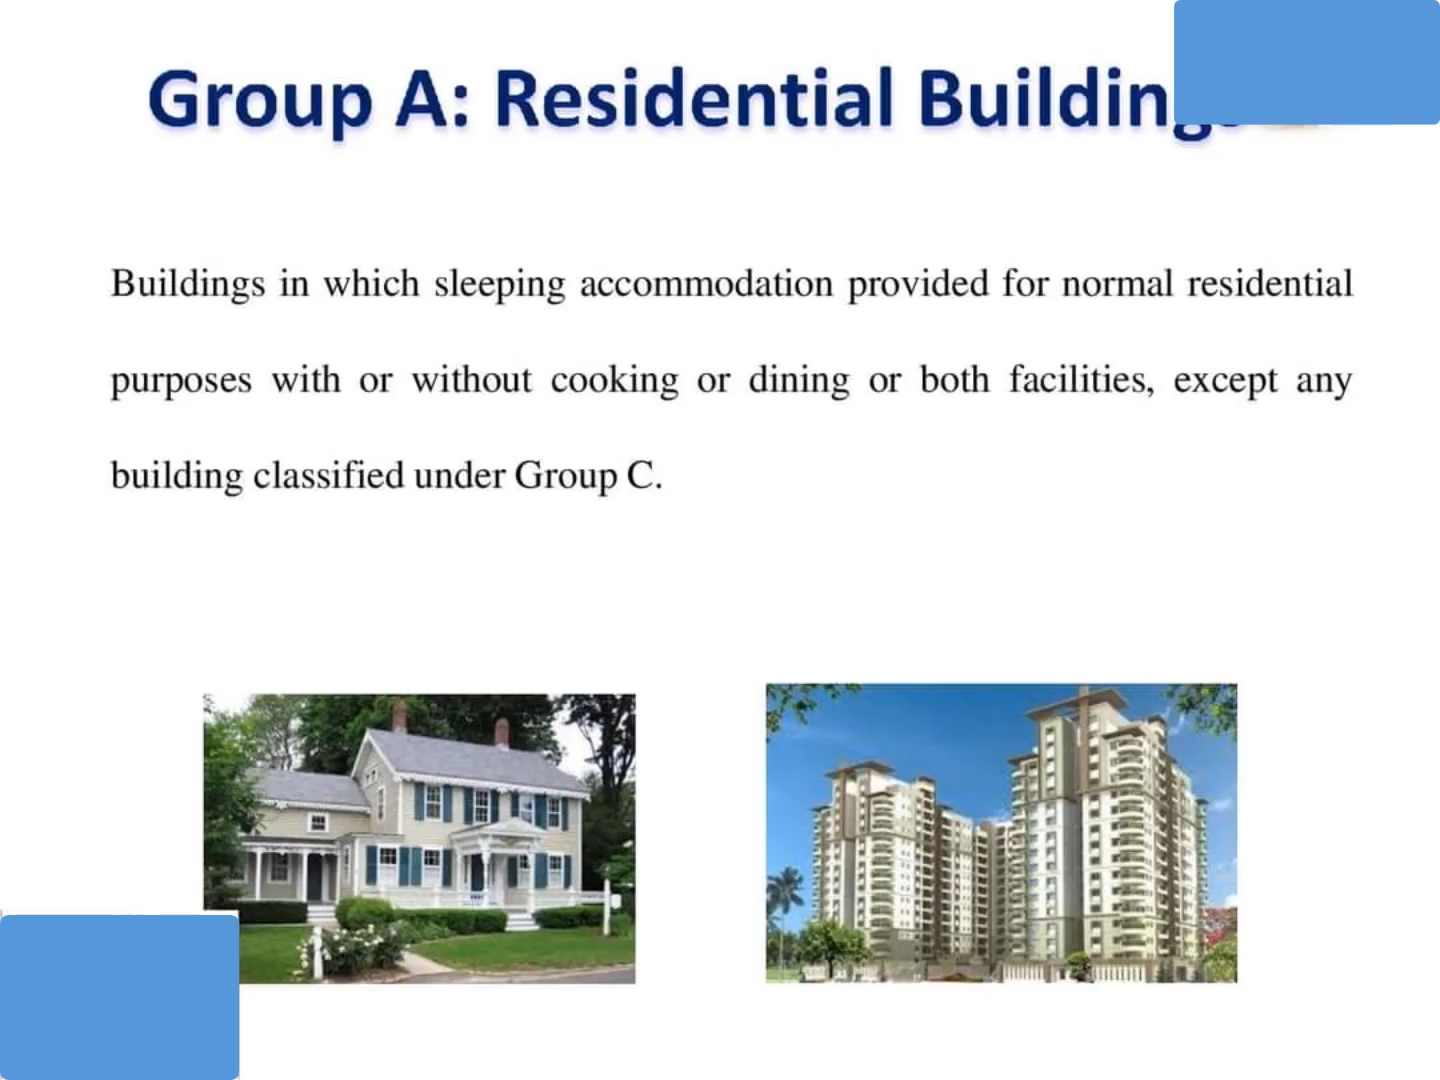 Group A: Residential Buildings
Buildings in which sleeping accommodation provided for normal residential
purposes with or without cooking or dining or both facilities, except any
building classified under Group C.